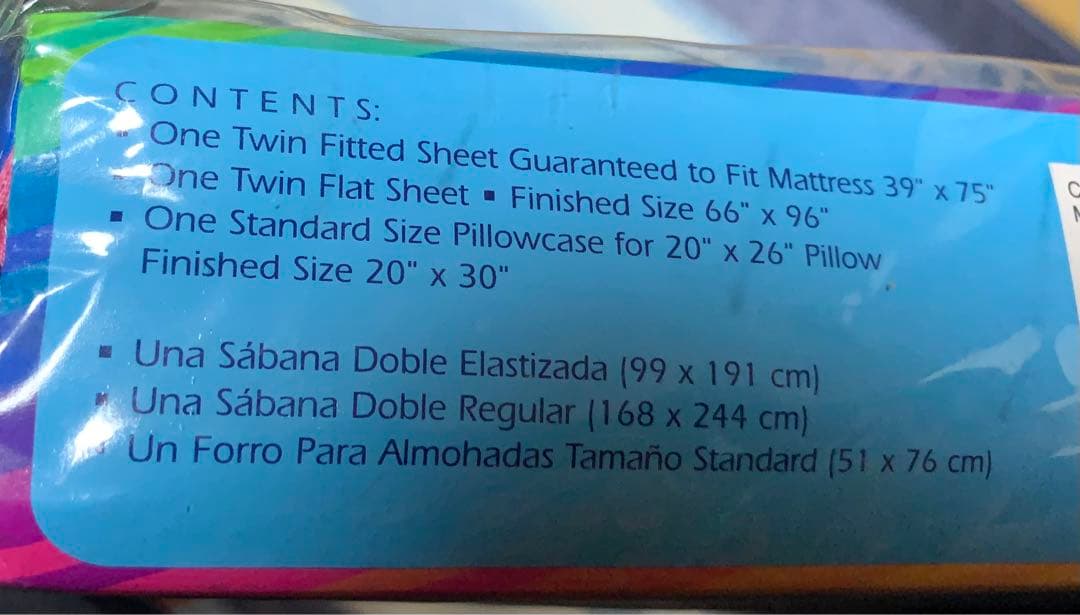 CONTENTS:
▪ One Twin Fitted Sheet Guaranteed to Fit Mattress 39" x 75"
▪ One Twin Flat Sheet ▪ Finished Size 66" x 96"
▪ One Standard Size Pillowcase for 20" x 26" Pillow
Finished Size 20" x 30"
▪ Una Sábana Doble Elastizada (99 x 191 cm)
▪ Una Sábana Doble Regular (168 x 244 cm)
▪ Un Forro Para Almohadas Tamaño Standard (51 x 76 cm)